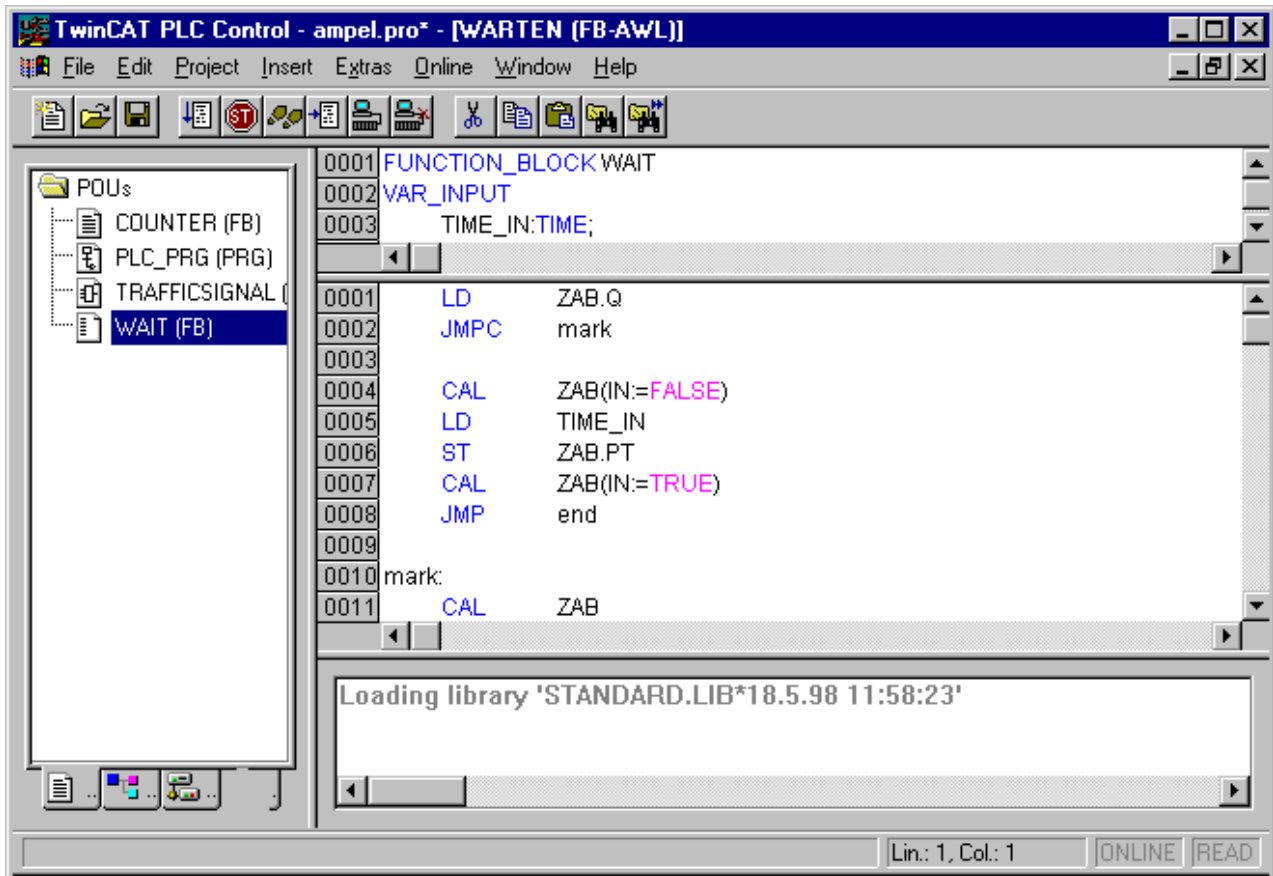 TwinCAT PLC Control - ampel.pro* - [WARTEN (FB-AWL)]
File Edit Project Insert Extras Online Window Help
ST
POUs
COUNTER (FB)
PLC_PRG (PRG)
TRAFFICSIGNAL (
WAIT (FB)
0001 FUNCTION_BLOCK WAIT
0002 VAR_INPUT
0003 TIME_IN:TIME;
0001 LD ZAB.Q
0002 JMPC mark
0003
0004 CAL ZAB(IN:=FALSE)
0005 LD TIME_IN
0006 ST ZAB.PT
0007 CAL ZAB(IN:=TRUE)
0008 JMP end
0009
0010 mark:
0011 CAL ZAB
Loading library 'STANDARD.LIB*18.5.98 11:58:23'
.. .. .. .
Lin.: 1, Col.: 1 ONLINE READ